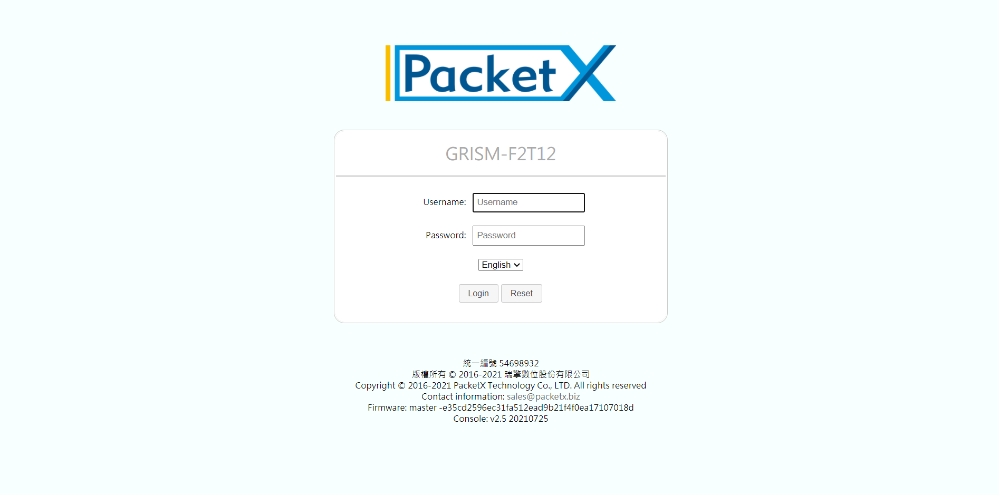 PacketX
GRISM-F2T12
Username: Username
Password: Password
English
Login Reset
統一編號 54698932
版權所有 © 2016-2021 瑞擎數位股份有限公司
Copyright © 2016-2021 PacketX Technology Co., LTD. All rights reserved
Contact information: sales@packetx.biz
Firmware: master -e35cd2596ec31fa512ead9b21f4f0ea17107018d
Console: v2.5 20210725